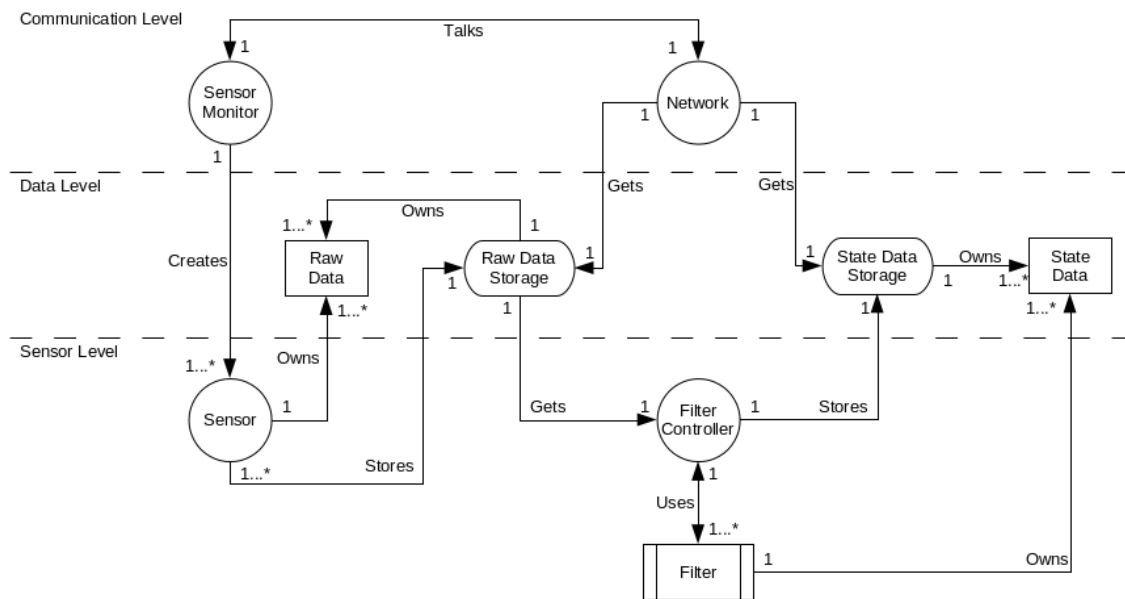 Communication Level
Talks
1
1
Sensor
Monitor
Network
1
1
1
Data Level
Gets
Gets
Owns
1...*
1
Creates
Raw
Data
Raw Data
Storage
1
1
State Data
Storage
Owns
State
Data
1...*
1
1
1
1
1...*
1...*
Sensor Level
Owns
1...*
Sensor
1
Gets
1
Filter
Controller
1
Stores
1...*
Stores
1
Uses
1...*
Filter
1
Owns